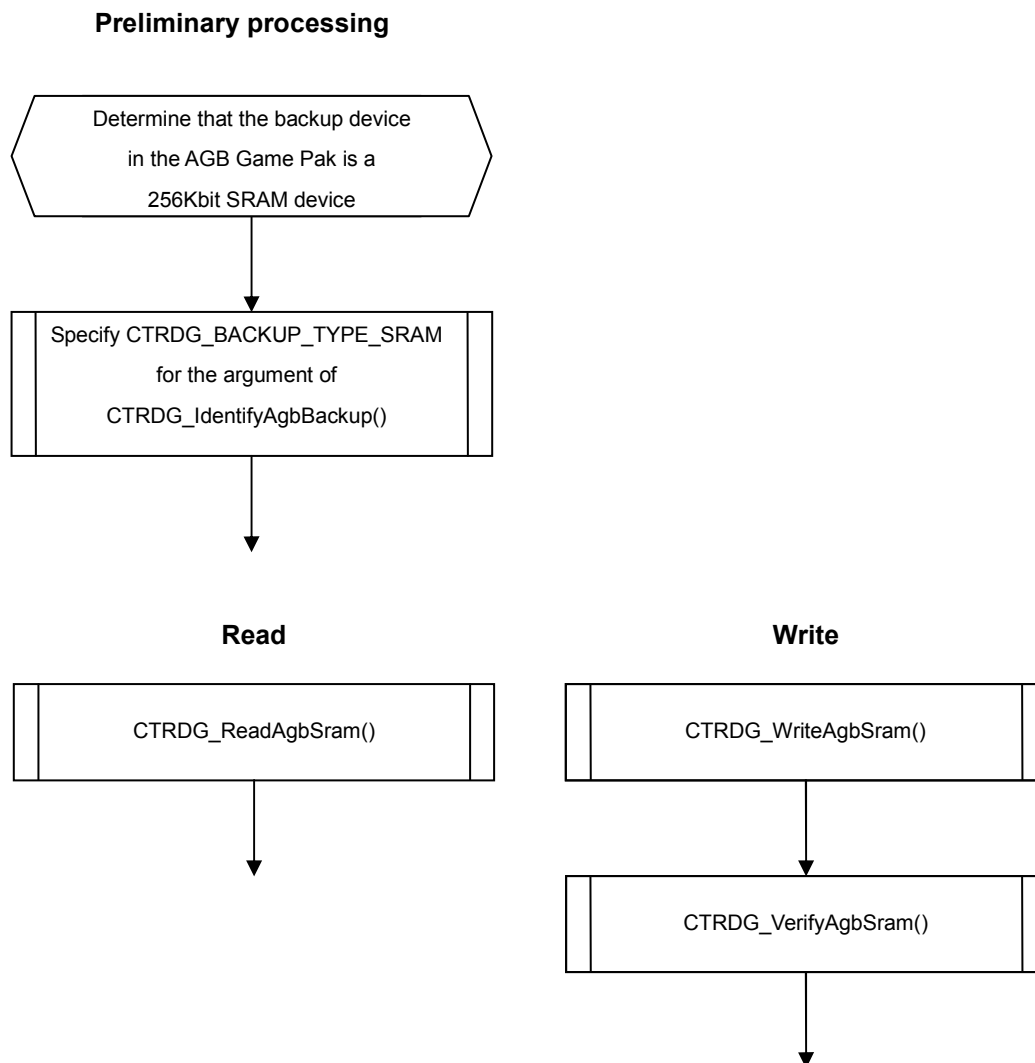 Preliminary processing
Determine that the backup device
in the AGB Game Pak is a
256Kbit SRAM device
Specify CTRDG_BACKUP_TYPE_SRAM
for the argument of
CTRDG_IdentifyAgbBackup()
Read
CTRDG_ReadAgbSram()
Write
CTRDG_WriteAgbSram()
CTRDG_VerifyAgbSram()